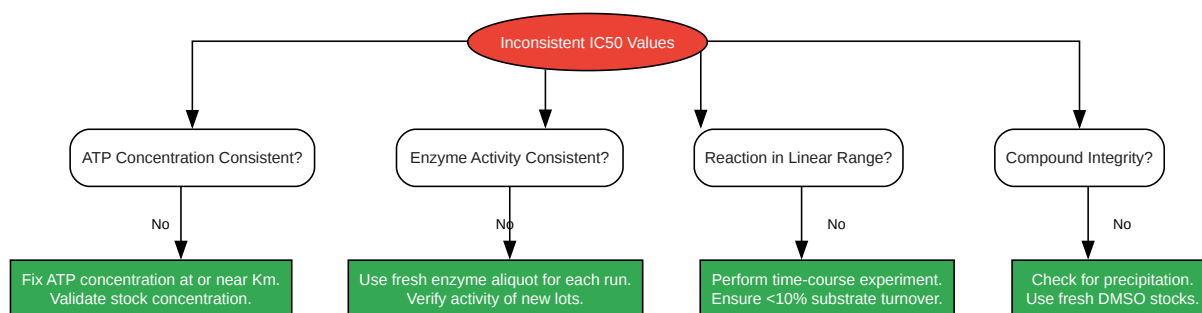 Inconsistent IC50 Values
ATP Concentration Consistent?
Enzyme Activity Consistent?
Reaction in Linear Range?
Compound Integrity?
No
No
No
No
Fix ATP concentration at or near Km.
Validate stock concentration.
Use fresh enzyme aliquot for each run.
Verify activity of new lots.
Perform time-course experiment.
Ensure <10% substrate turnover.
Check for precipitation.
Use fresh DMSO stocks.